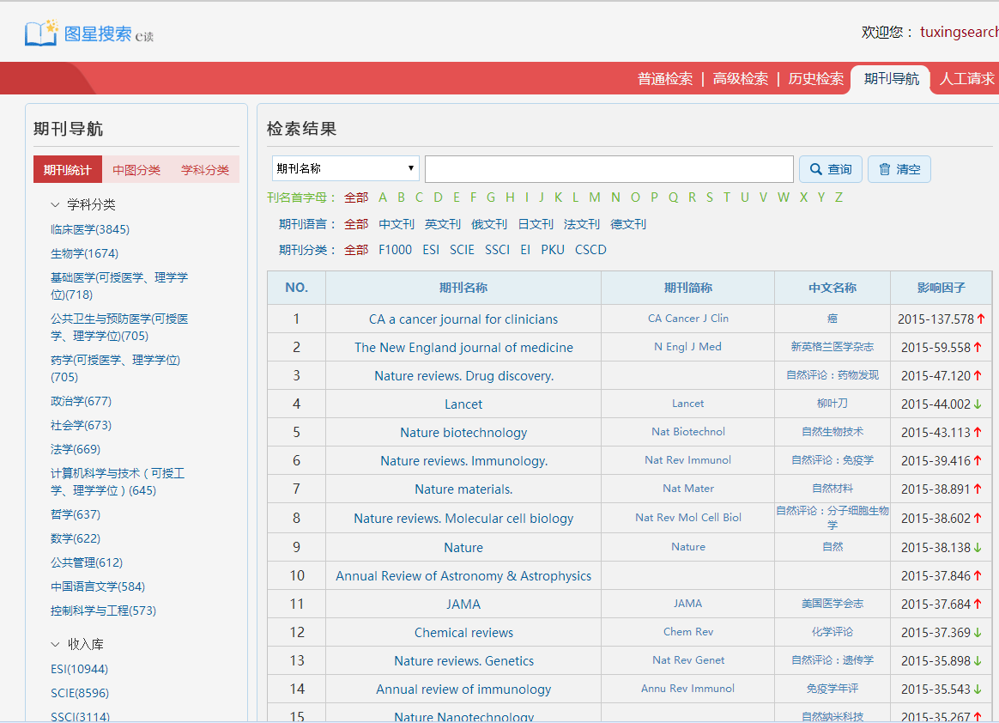 图星搜索 e读
欢迎您： tuxingsearch
普通检索 | 高级检索 | 历史检索 期刊导航 人工请求
期刊导航
期刊统计 中图分类 学科分类
学科分类
临床医学(3845)
生物学(1674)
基础医学(可授医学、理学学
位)(718)
公共卫生与预防医学(可授医
学、理学学位)(705)
药学(可授医学、理学学位)
(705)
政治学(677)
社会学(673)
法学(669)
计算机科学与技术（可授工
学、理学学位）(645)
哲学(637)
数学(622)
公共管理(612)
中国语言文学(584)
控制科学与工程(573)
收入库
ESI(10944)
SCIE(8596)
SSCI(3114)
检索结果
期刊名称 查询 清空
刊名首字母： 全部 A B C D E F G H I J K L M N O P Q R S T U V W X Y Z
期刊语言： 全部 中文刊 英文刊 俄文刊 日文刊 法文刊 德文刊
期刊分类： 全部 F1000 ESI SCIE SSCI EI PKU CSCD
NO. 期刊名称 期刊简称 中文名称 影响因子
1 CA a cancer journal for clinicians CA Cancer J Clin 癌 2015-137.578
2 The New England journal of medicine N Engl J Med 新英格兰医学杂志 2015-59.558
3 Nature reviews. Drug discovery. 自然评论：药物发现 2015-47.120
4 Lancet Lancet 柳叶刀 2015-44.002
5 Nature biotechnology Nat Biotechnol 自然生物技术 2015-43.113
6 Nature reviews. Immunology. Nat Rev Immunol 自然评论：免疫学 2015-39.416
7 Nature materials. Nat Mater 自然材料 2015-38.891
8 Nature reviews. Molecular cell biology Nat Rev Mol Cell Biol 自然评论：分子细胞生物
学 2015-38.602
9 Nature Nature 自然 2015-38.138
10 Annual Review of Astronomy & Astrophysics 2015-37.846
11 JAMA JAMA 美国医学会志 2015-37.684
12 Chemical reviews Chem Rev 化学评论 2015-37.369
13 Nature reviews. Genetics Nat Rev Genet 自然评论：遗传学 2015-35.898
14 Annual review of immunology Annu Rev Immunol 免疫学年评 2015-35.543
15 Nature Nanotechnology 自然纳米科技 2015-35.267